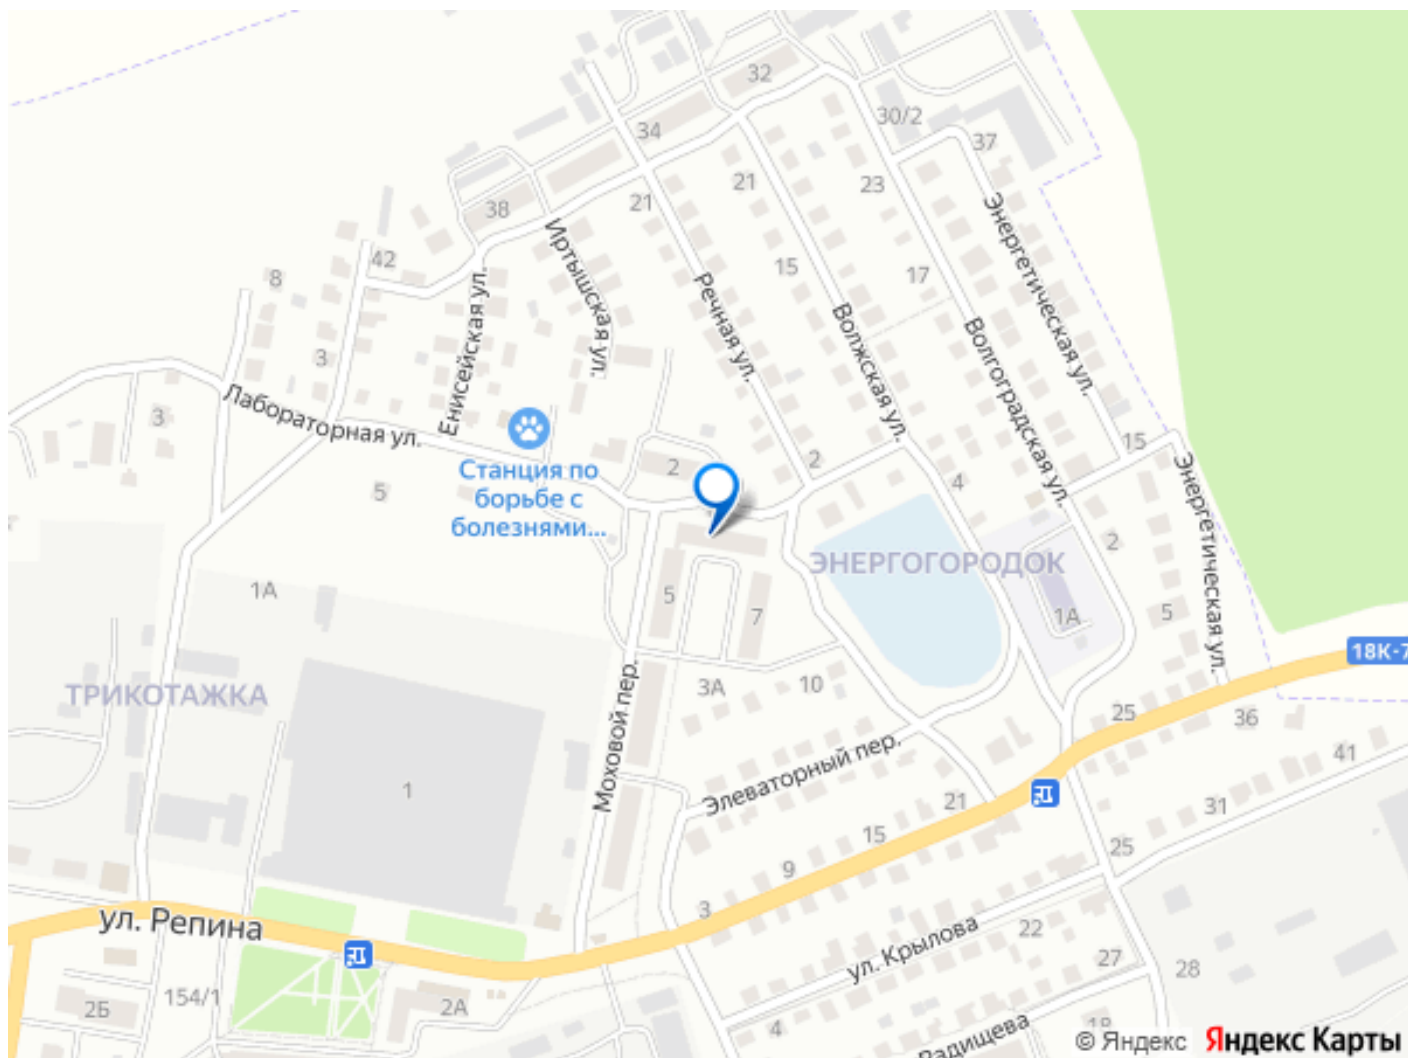 32
30/2
34
37
21
23
38
21
Энергетическая ул.
Иртышская ул.
42
8
15
17
Речная ул.
Енисейская ул.
Волжская ул.
Волгоградская ул.
3
3
Лабораторная ул.
15
2
2
4
Станция по
борьбе с
болезнями...
5
Энергетическая ул.
2
ЭНЕРГОГОРОДОК
1А
5
7
1А
5
18К-7
ТРИКОТАЖКА
3А
10
Моховой пер.
25
36
Элеваторный пер.
41
1
21
31
15
25
9
3
ул. Репина
ул. Крылова
22
27
28
154/1
2Б
2А
4
Радищева
18
© Яндекс Яндекс Карты